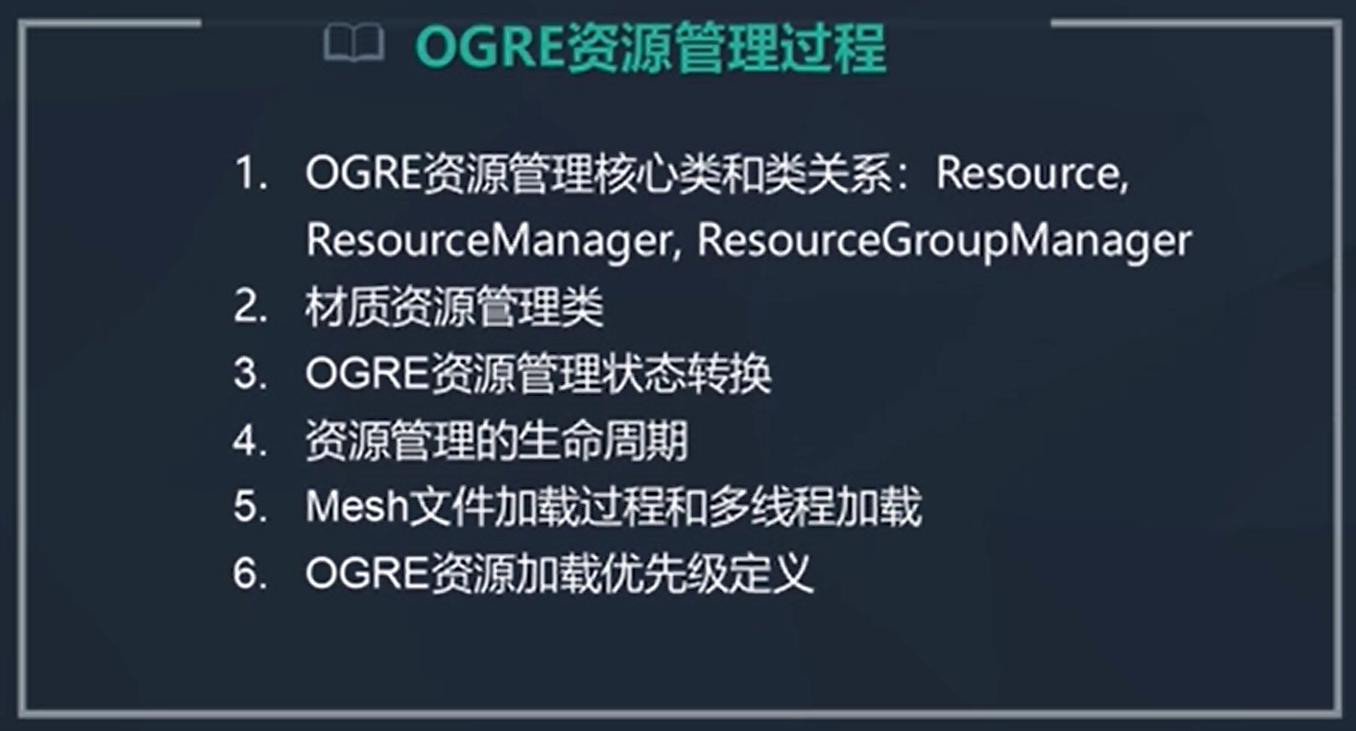 OGRE资源管理过程
1. OGRE资源管理核心类和类关系：Resource,
ResourceManager, ResourceGroupManager
2. 材质资源管理类
3. OGRE资源管理状态转换
4. 资源管理的生命周期
5. Mesh文件加载过程和多线程加载
6. OGRE资源加载优先级定义